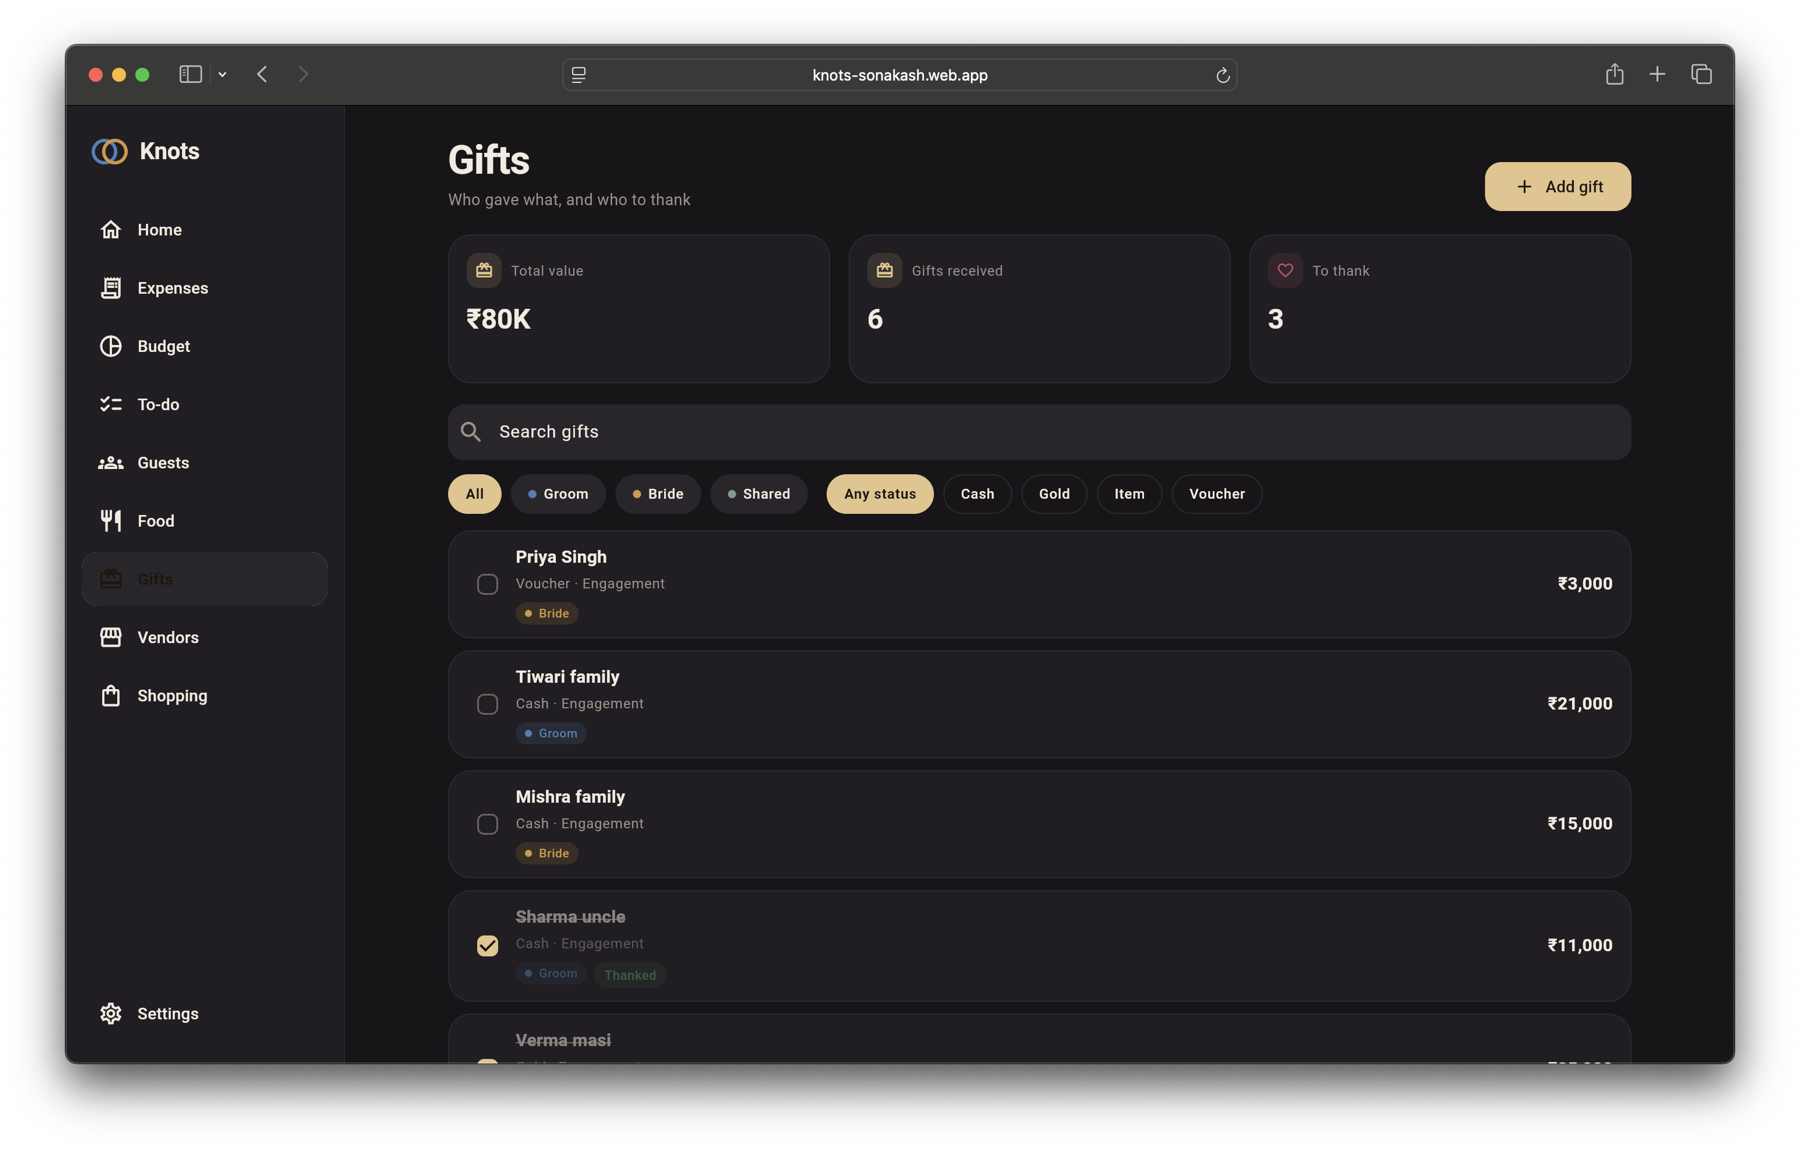 knots-sonakash.web.app
Knots
Home
Expenses
Budget
To-do
Guests
Food
Gifts
Vendors
Shopping
Settings
Gifts
Who gave what, and who to thank
+ Add gift
Total value
₹80K
Gifts received
6
To thank
3
Search gifts
All Groom Bride Shared Any status Cash Gold Item Voucher
Priya Singh
Voucher · Engagement
Bride
₹3,000
Tiwari family
Cash · Engagement
Groom
₹21,000
Mishra family
Cash · Engagement
Bride
₹15,000
Sharma uncle
Cash · Engagement
Groom Thanked
₹11,000
Verma masi